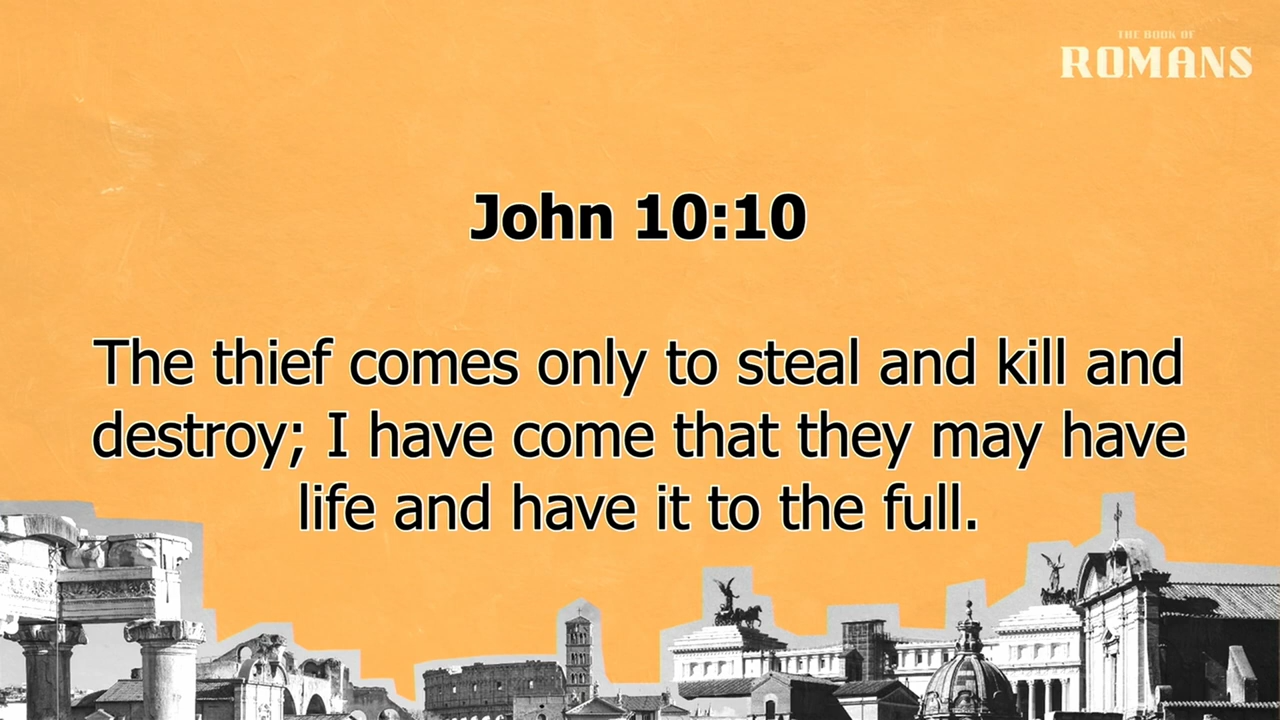 THE BOOK OF
ROMANS
John 10:10
The thief comes only to steal and kill and
destroy; I have come that they may have
life and have it to the full.